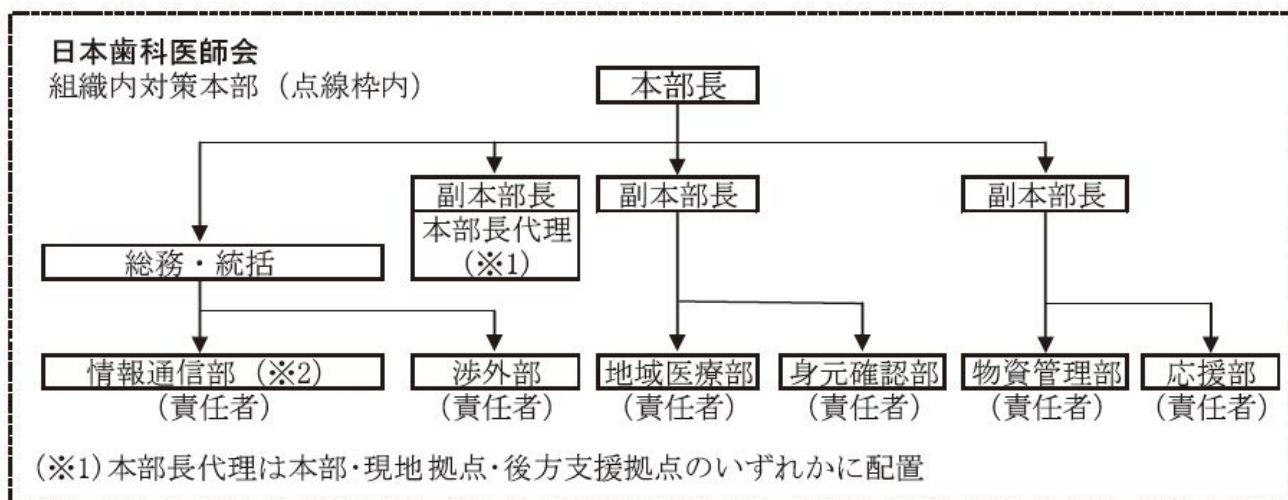 日本歯科医師会
組織内対策本部（点線枠内）
本部長
副本部長
副本部長
副本部長
本部長代理
（※1）
総務・統括
情報通信部（※2）
渉外部
地域医療部
身元確認部
物資管理部
応援部
（責任者）
（責任者）
（責任者）
（責任者）
（責任者）
（責任者）
（※1）本部長代理は本部・現地拠点・後方支援拠点のいずれかに配置